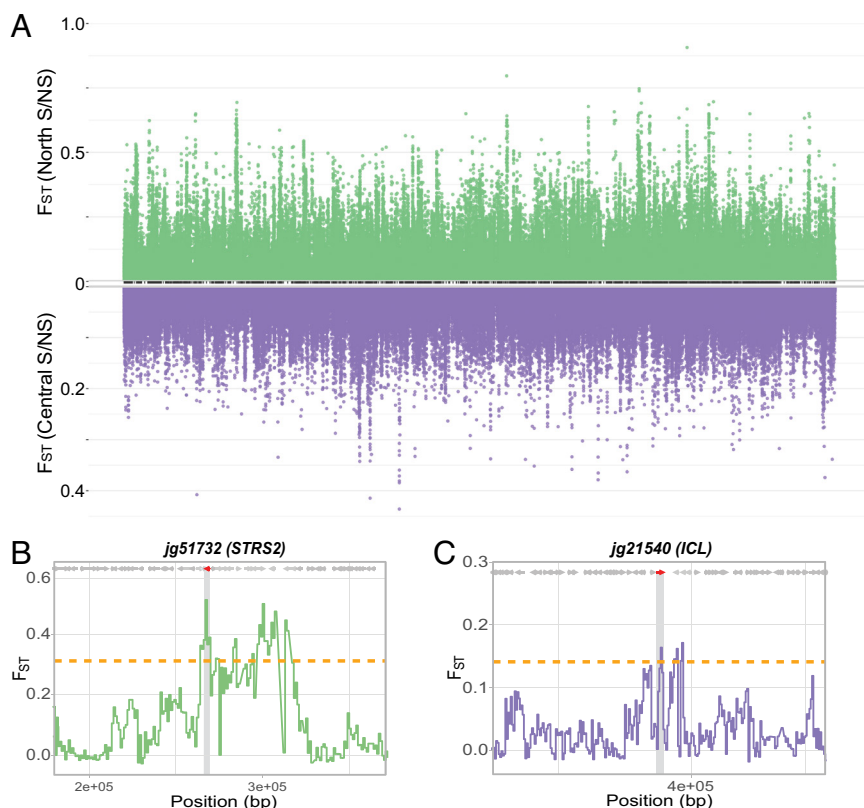 A
1.0
FST (North S/NS)
0.5
0
FST (Central S/NS)
0.2
0.4
B
jg51732 (STRS2)
0.6
0.4
0.2
0.0
FST
2e+05
3e+05
Position (bp)
C
jg21540 (ICL)
0.3
0.2
0.1
0.0
FST
4e+05
Position (bp)